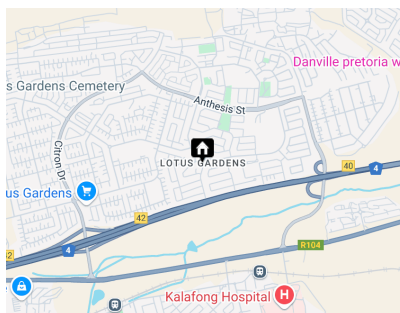 Danville pretoria w
s Gardens Cemetery
Anthesis St
Citron Dr
LOTUS GARDENS
40
4
us Gardens
42
52
4
R104
Kalafong Hospital
H